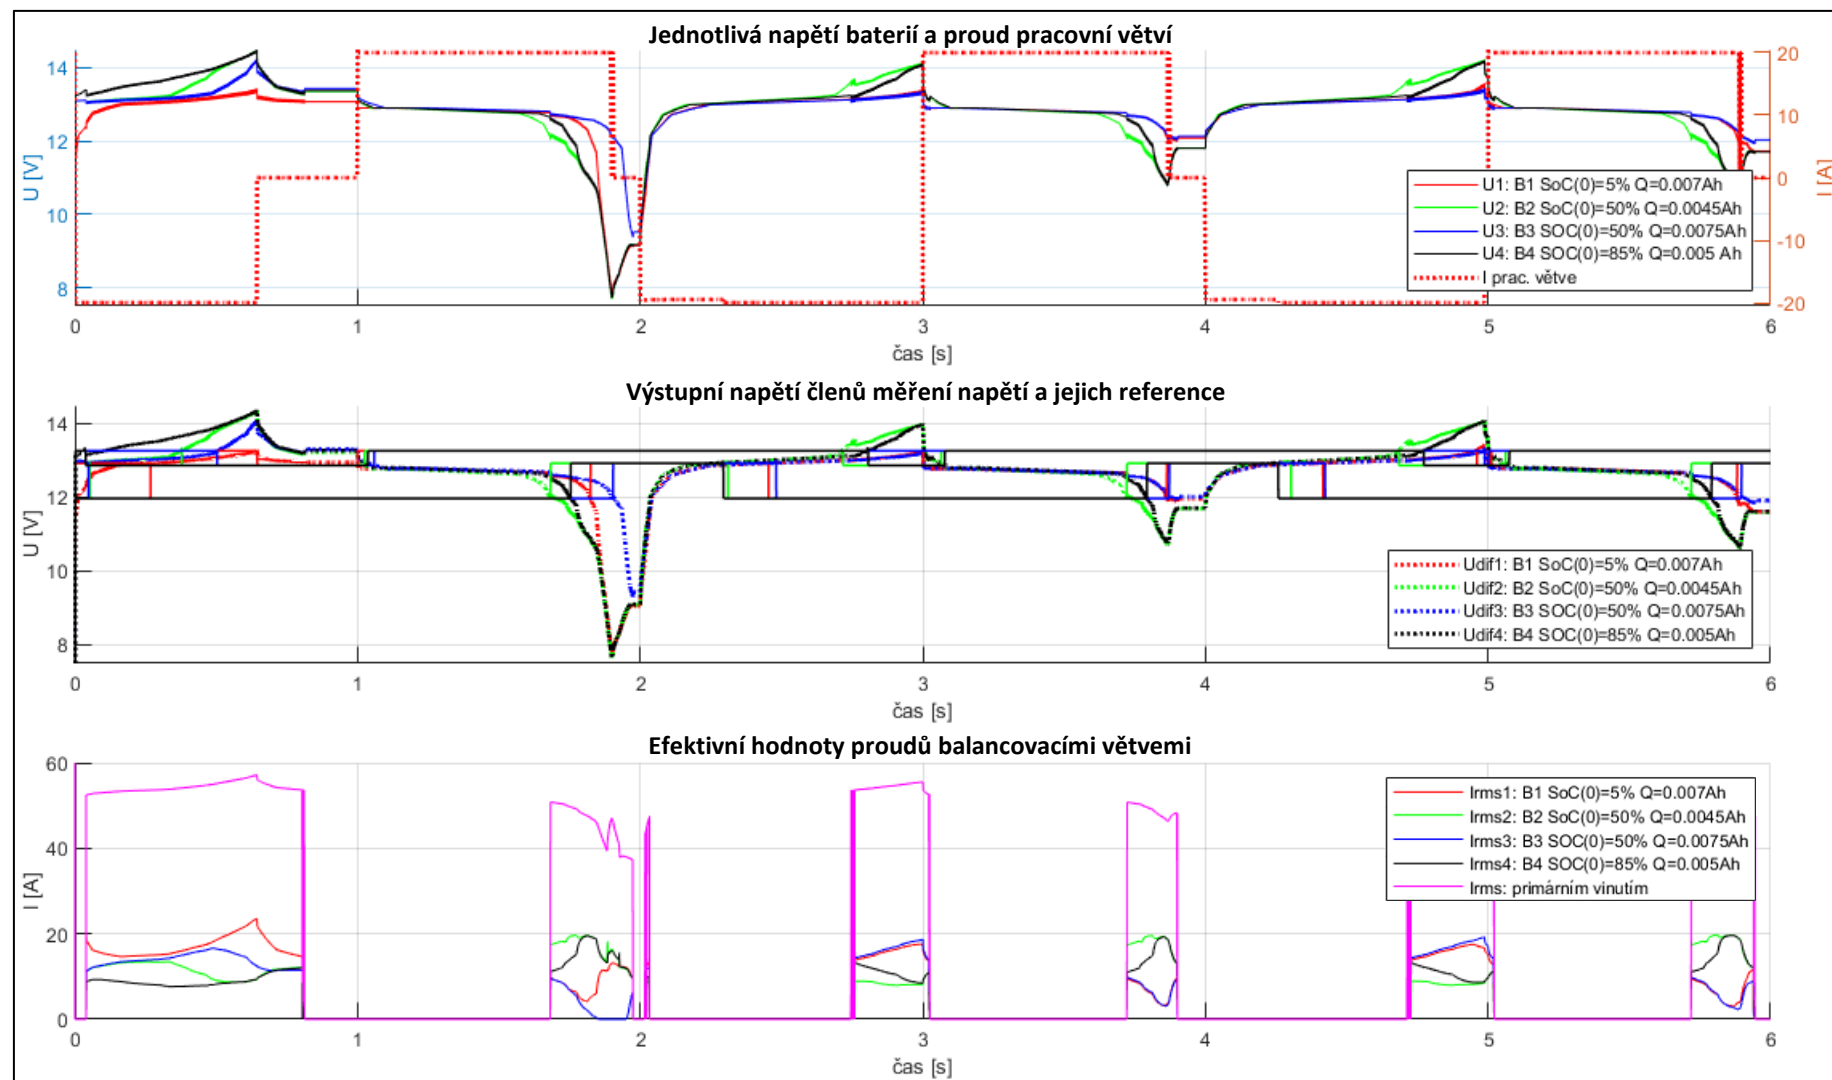 Jednotlivá napětí baterií a proud pracovní větví
14
12
10
8
U [V]
20
10
0
-10
-20
I [A]
U1: B1 SoC(0)=5% Q=0.007Ah
U2: B2 SoC(0)=50% Q=0.0045Ah
U3: B3 SOC(0)=50% Q=0.0075Ah
U4: B4 SOC(0)=85% Q=0.005 Ah
I prac. větve
0 1 2 3 4 5 6
čas [s]
Výstupní napětí členů měření napětí a jejich reference
14
12
10
8
U [V]
Udif1: B1 SoC(0)=5% Q=0.007Ah
Udif2: B2 SoC(0)=50% Q=0.0045Ah
Udif3: B3 SOC(0)=50% Q=0.0075Ah
Udif4: B4 SOC(0)=85% Q=0.005Ah
0 1 2 3 4 5 6
čas [s]
Efektivní hodnoty proudů balancovacími větvemi
60
40
20
0
I [A]
Irms1: B1 SoC(0)=5% Q=0.007Ah
Irms2: B2 SoC(0)=50% Q=0.0045Ah
Irms3: B3 SOC(0)=50% Q=0.0075Ah
Irms4: B4 SOC(0)=85% Q=0.005Ah
Irms: primárním vinutím
0 1 2 3 4 5 6
čas [s]